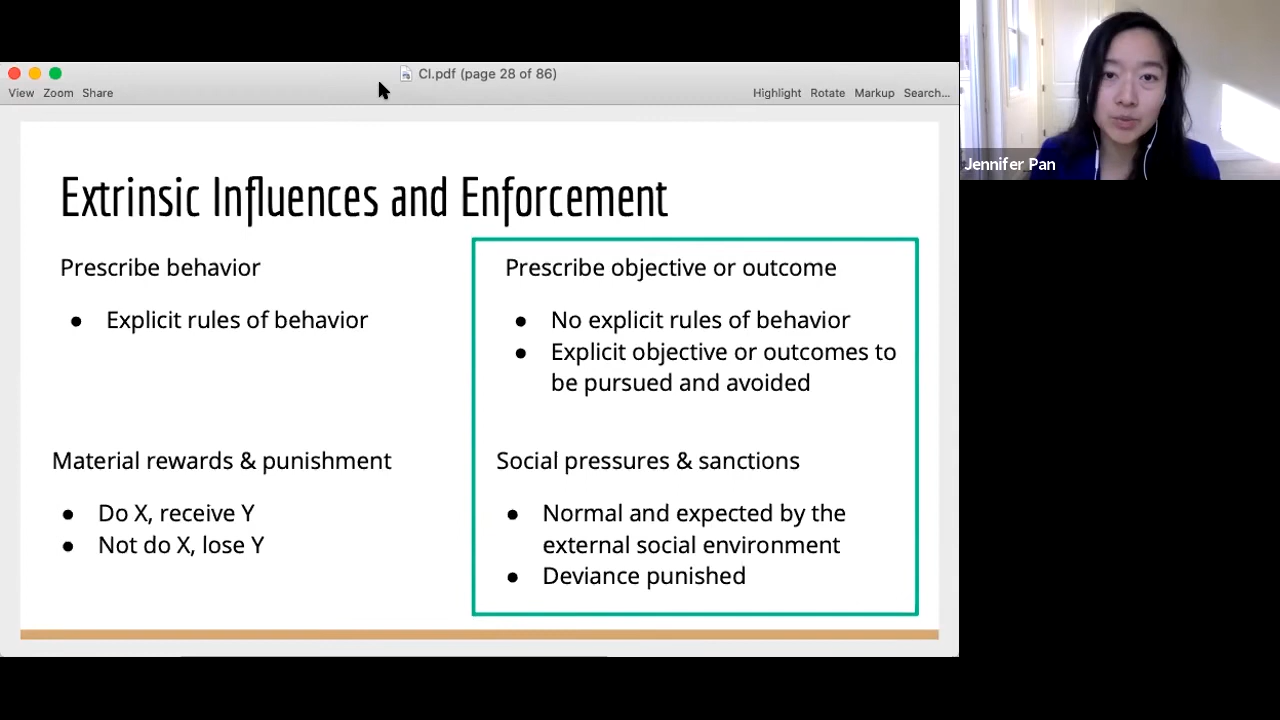 CI.pdf (page 28 of 86)
View Zoom Share Highlight Rotate Markup Search...
Jennifer Pan
Extrinsic Influences and Enforcement
Prescribe behavior
● Explicit rules of behavior
Prescribe objective or outcome
● No explicit rules of behavior
● Explicit objective or outcomes to
be pursued and avoided
Material rewards & punishment
● Do X, receive Y
● Not do X, lose Y
Social pressures & sanctions
● Normal and expected by the
external social environment
● Deviance punished